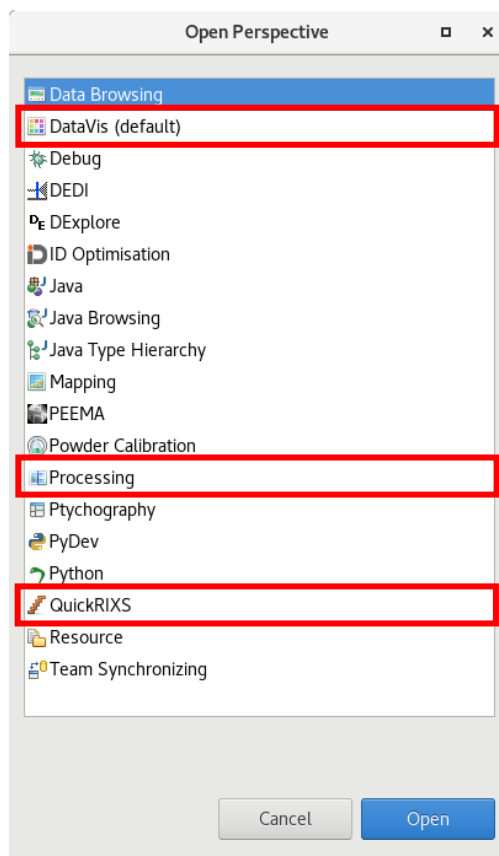 Open Perspective
Data Browsing
DataVis (default)
Debug
DEDI
DE DExplore
ID Optimisation
Java
Java Browsing
Java Type Hierarchy
Mapping
PEEMA
Powder Calibration
Processing
Ptychography
PyDev
Python
QuickRIXS
Resource
Team Synchronizing
Cancel Open